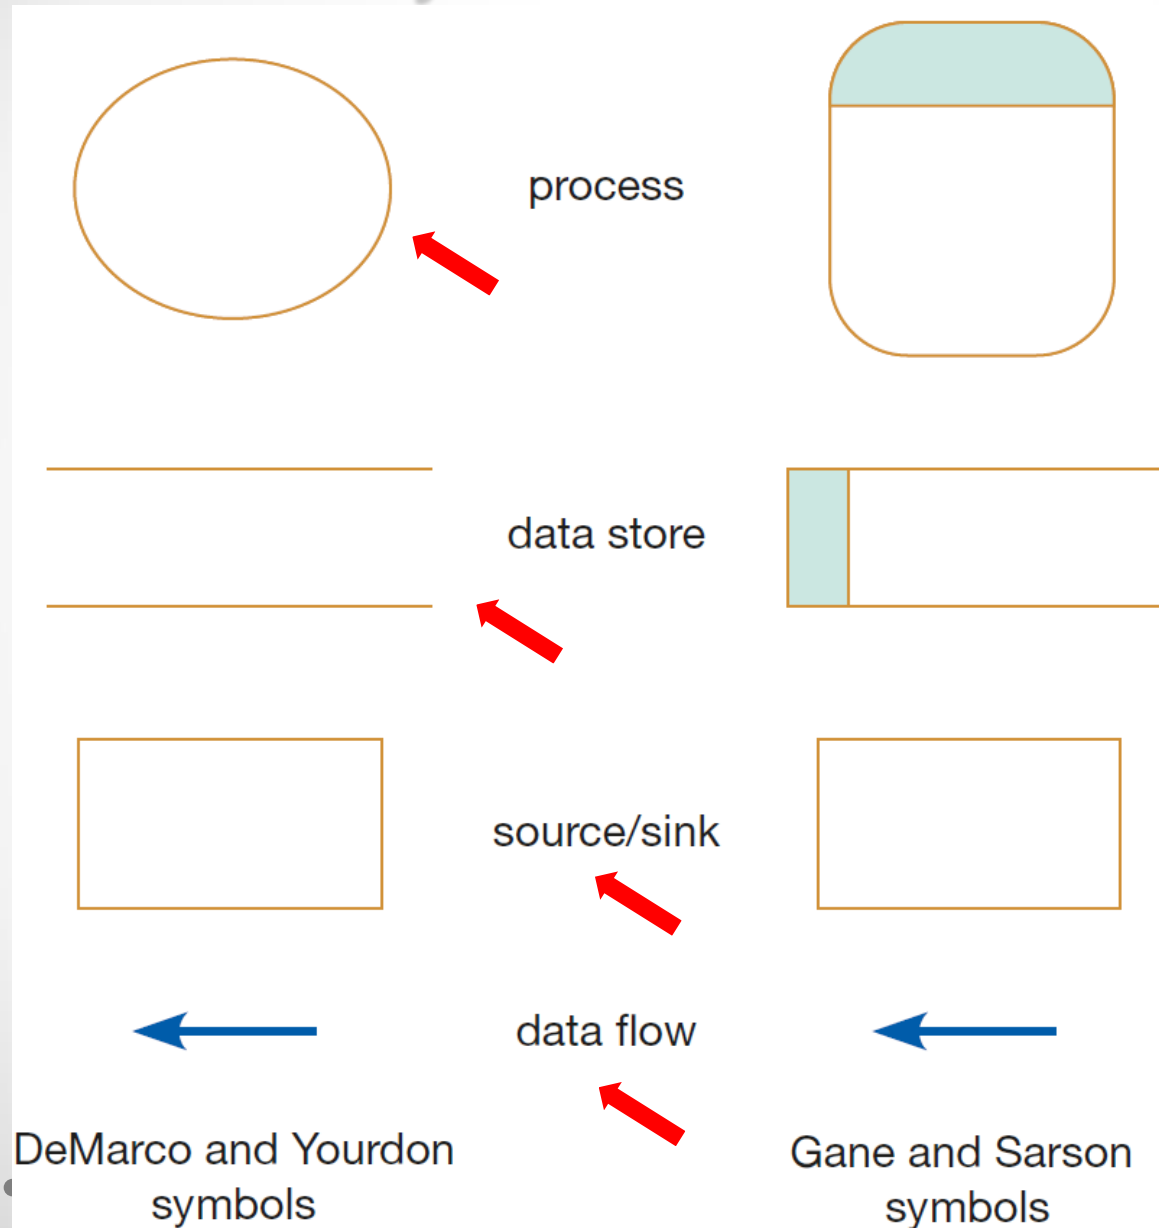 process
data store
source/sink
data flow
DeMarco and Yourdon
symbols
Gane and Sarson
symbols